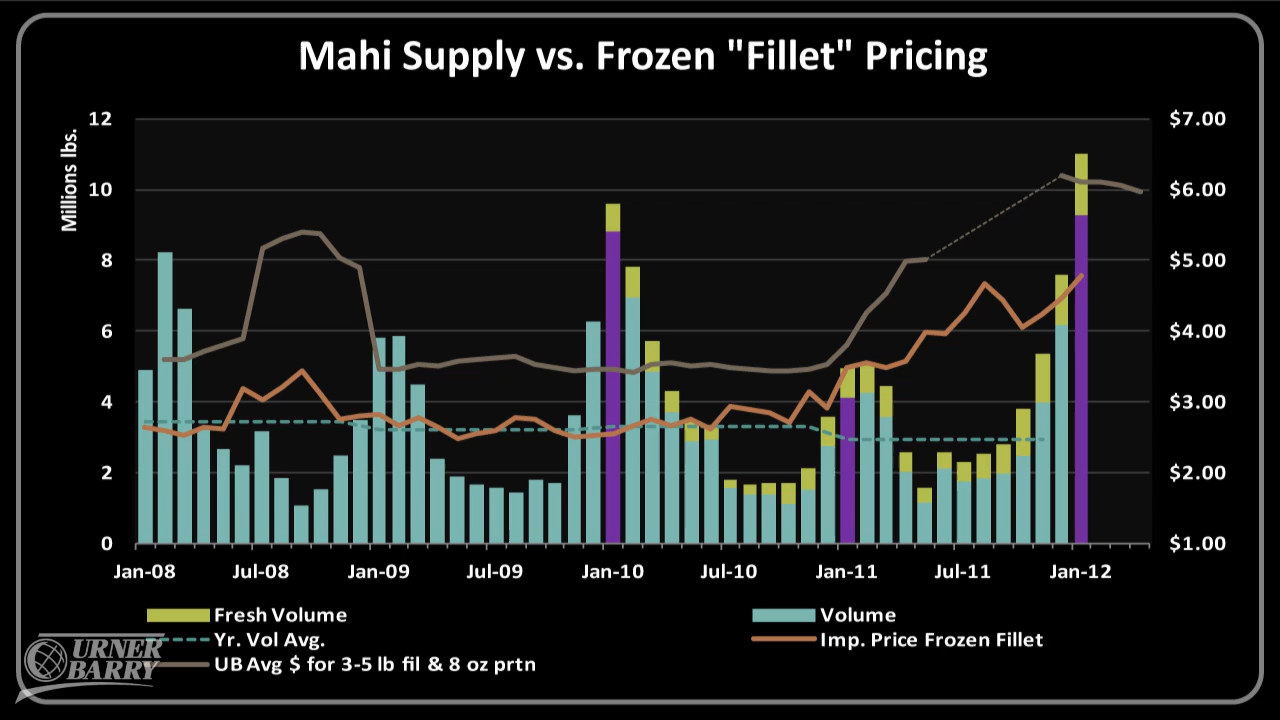 Mahi Supply vs. Frozen "Fillet" Pricing
Millions lbs.
12
10
8
6
4
2
0
$7.00
$6.00
$5.00
$4.00
$3.00
$2.00
$1.00
Jan-08 Jul-08 Jan-09 Jul-09 Jan-10 Jul-10 Jan-11 Jul-11 Jan-12
Fresh Volume
Volume
Yr. Vol Avg.
Imp. Price Frozen Fillet
UB Avg $ for 3-5 lb fil & 8 oz prtn
URNER
BARRY